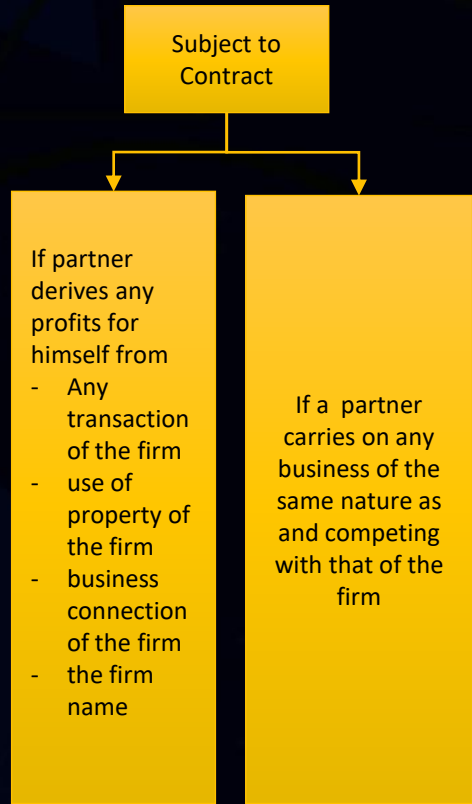 Subject to
Contract
If partner
derives any
profits for
himself from
- Any
transaction
of the firm
- use of
property of
the firm
- business
connection
of the firm
- the firm
name
If a partner
carries on any
business of the
same nature as
and competing
with that of the
firm